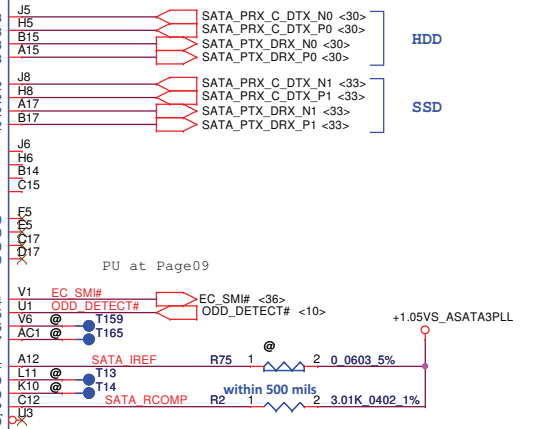 J5 SATA_PRX_C_DTX_N0 <30>
H5 SATA_PRX_C_DTX_P0 <30>
HDD
B15 SATA_PTX_DRX_N0 <30>
A15 SATA_PTX_DRX_P0 <30>
J8 SATA_PRX_C_DTX_N1 <33>
H8 SATA_PRX_C_DTX_P1 <33>
SSD
A17 SATA_PTX_DRX_N1 <33>
B17 SATA_PTX_DRX_P1 <33>
J6
H6
B14
C15
F5
E5
C17
D17
PU at Page09
V1 EC_SMI# EC_SMI# <36>
U1 ODD_DETECT# ODD_DETECT# <10>
V6 @ T159
+1.05VS_ASATA3PLL
AC1 @ T165
@
A12 SATA_IREF R75 1 2 0_0603_5%
L11 @ T13
K10 @ T14
within 500 mils
C12 SATA_RCOMP R2 1 2 3.01K_0402_1%
U3